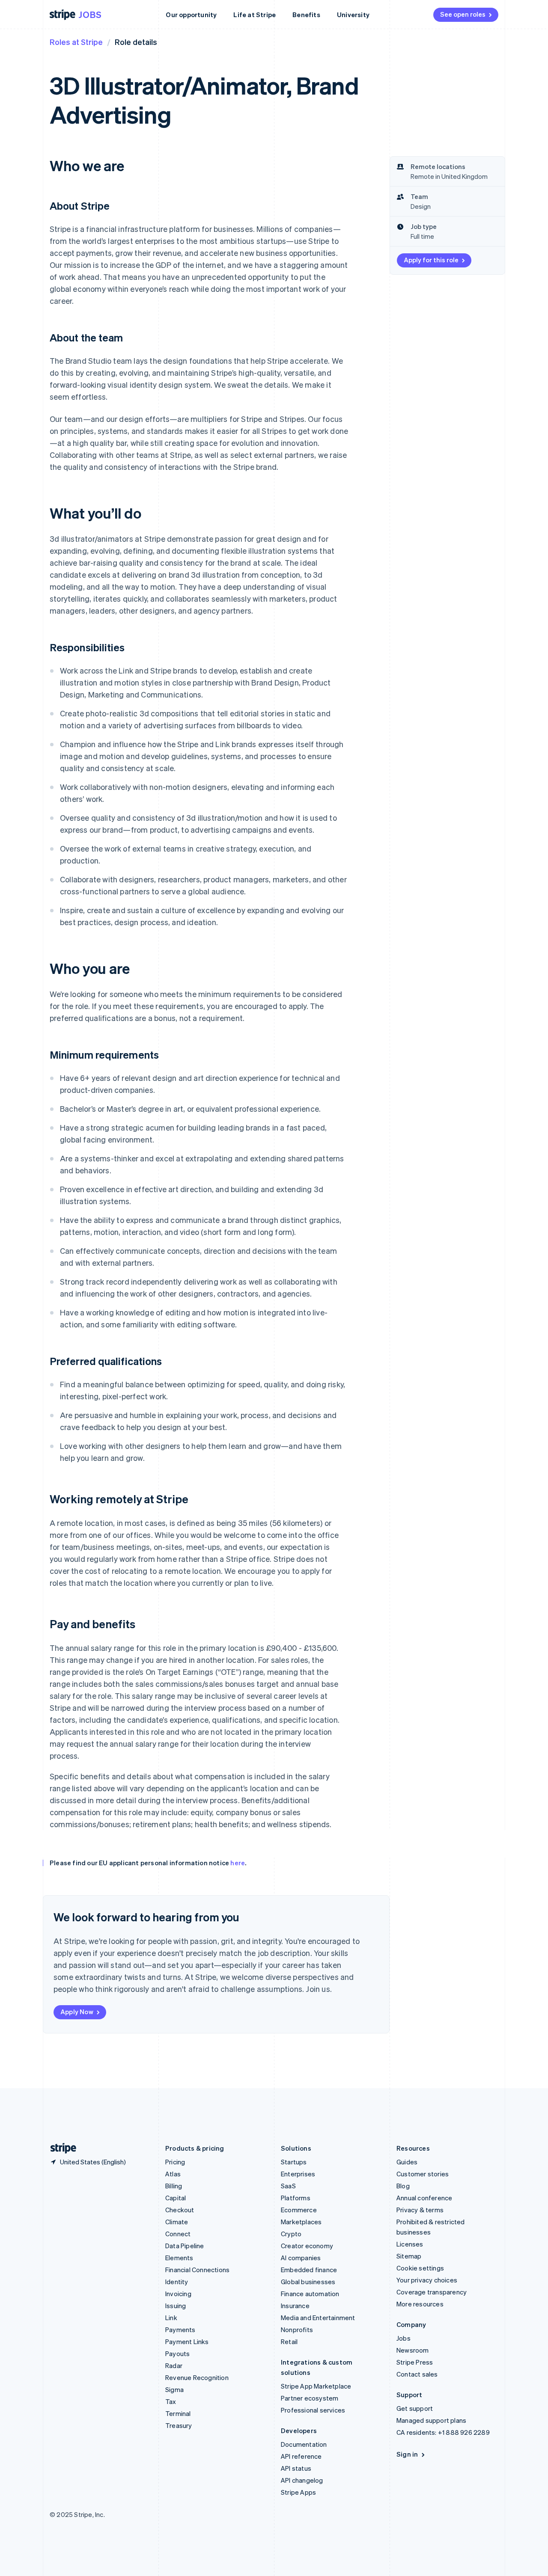 stripe JOBS
Our opportunity
Life at Stripe
Benefits
University
See open roles
Roles at Stripe / Role details
3D Illustrator/Animator, Brand
Advertising
Who we are
Remote locations
Remote in United Kingdom
Team
Design
Job type
Full time
Apply for this role
About Stripe
Stripe is a financial infrastructure platform for businesses. Millions of companies—
from the world's largest enterprises to the most ambitious startups—use Stripe to
accept payments, grow their revenue, and accelerate new business opportunities.
Our mission is to increase the GDP of the internet, and we have a staggering amount
of work ahead. That means you have an unprecedented opportunity to put the
global economy within everyone's reach while doing the most important work of your
career.
About the team
The Brand Studio team lays the design foundations that help Stripe accelerate. We
do this by creating, evolving, and maintaining Stripe's high-quality, versatile, and
forward-looking visual identity design system. We sweat the details. We make it
seem effortless.
Our team—and our design efforts—are multipliers for Stripe and Stripes. Our focus
on principles, systems, and standards makes it easier for all Stripes to get work done
—at a high quality bar, while still creating space for evolution and innovation.
Collaborating with other teams at Stripe, as well as select external partners, we raise
the quality and consistency of interactions with the Stripe brand.
What you'll do
3d illustrator/animators at Stripe demonstrate passion for great design and for
expanding, evolving, defining, and documenting flexible illustration systems that
achieve bar-raising quality and consistency for the brand at scale. The ideal
candidate excels at delivering on brand 3d illustration from conception, to 3d
modeling, and all the way to motion. They have a deep understanding of visual
storytelling, iterates quickly, and collaborates seamlessly with marketers, product
managers, leaders, other designers, and agency partners.
Responsibilities
Work across the Link and Stripe brands to develop, establish and create
illustration and motion styles in close partnership with Brand Design, Product
Design, Marketing and Communications.
Create photo-realistic 3d compositions that tell editorial stories in static and
motion and a variety of advertising surfaces from billboards to video.
Champion and influence how the Stripe and Link brands expresses itself through
image and motion and develop guidelines, systems, and processes to ensure
quality and consistency at scale.
Work collaboratively with non-motion designers, elevating and informing each
others' work.
Oversee quality and consistency of 3d illustration/motion and how it is used to
express our brand—from product, to advertising campaigns and events.
Oversee the work of external teams in creative strategy, execution, and
production.
Collaborate with designers, researchers, product managers, marketers, and other
cross-functional partners to serve a global audience.
Inspire, create and sustain a culture of excellence by expanding and evolving our
best practices, design process, and ideation.
Who you are
We're looking for someone who meets the minimum requirements to be considered
for the role. If you meet these requirements, you are encouraged to apply. The
preferred qualifications are a bonus, not a requirement.
Minimum requirements
Have 6+ years of relevant design and art direction experience for technical and
product-driven companies.
Bachelor's or Master's degree in art, or equivalent professional experience.
Have a strong strategic acumen for building leading brands in a fast paced,
global facing environment.
Are a systems-thinker and excel at extrapolating and extending shared patterns
and behaviors.
Proven excellence in effective art direction, and building and extending 3d
illustration systems.
Have the ability to express and communicate a brand through distinct graphics,
patterns, motion, interaction, and video (short form and long form).
Can effectively communicate concepts, direction and decisions with the team
and with external partners.
Strong track record independently delivering work as well as collaborating with
and influencing the work of other designers, contractors, and agencies.
Have a working knowledge of editing and how motion is integrated into live-
action, and some familiarity with editing software.
Preferred qualifications
Find a meaningful balance between optimizing for speed, quality, and doing risky,
interesting, pixel-perfect work.
Are persuasive and humble in explaining your work, process, and decisions and
crave feedback to help you design at your best.
Love working with other designers to help them learn and grow—and have them
help you learn and grow.
Working remotely at Stripe
A remote location, in most cases, is defined as being 35 miles (56 kilometers) or
more from one of our offices. While you would be welcome to come into the office
for team/business meetings, on-sites, meet-ups, and events, our expectation is
you would regularly work from home rather than a Stripe office. Stripe does not
cover the cost of relocating to a remote location. We encourage you to apply for
roles that match the location where you currently or plan to live.
Pay and benefits
The annual salary range for this role in the primary location is £90,400 - £135,600.
This range may change if you are hired in another location. For sales roles, the
range provided is the role's On Target Earnings ("OTE") range, meaning that the
range includes both the sales commissions/sales bonuses target and annual base
salary for the role. This salary range may be inclusive of several career levels at
Stripe and will be narrowed during the interview process based on a number of
factors, including the candidate's experience, qualifications, and specific location.
Applicants interested in this role and who are not located in the primary location
may request the annual salary range for their location during the interview
process.
Specific benefits and details about what compensation is included in the salary
range listed above will vary depending on the applicant's location and can be
discussed in more detail during the interview process. Benefits/additional
compensation for this role may include: equity, company bonus or sales
commissions/bonuses; retirement plans; health benefits; and wellness stipends.
Please find our EU applicant personal information notice here.
We look forward to hearing from you
At Stripe, we're looking for people with passion, grit, and integrity. You're encouraged to
apply even if your experience doesn't precisely match the job description. Your skills
and passion will stand out—and set you apart—especially if your career has taken
some extraordinary twists and turns. At Stripe, we welcome diverse perspectives and
people who think rigorously and aren't afraid to challenge assumptions. Join us.
Apply Now
stripe
United States (English)
Products & pricing
Pricing
Atlas
Billing
Capital
Checkout
Climate
Connect
Data Pipeline
Elements
Financial Connections
Identity
Invoicing
Issuing
Link
Payments
Payment Links
Payouts
Radar
Revenue Recognition
Sigma
Tax
Terminal
Treasury
Solutions
Startups
Enterprises
SaaS
Platforms
Ecommerce
Marketplaces
Crypto
Creator economy
AI companies
Embedded finance
Global businesses
Finance automation
Insurance
Media and Entertainment
Nonprofits
Retail
Integrations & custom
solutions
Stripe App Marketplace
Partner ecosystem
Professional services
Developers
Documentation
API reference
API status
API changelog
Stripe Apps
Resources
Guides
Customer stories
Blog
Annual conference
Privacy & terms
Prohibited & restricted
businesses
Licenses
Sitemap
Cookie settings
Your privacy choices
Coverage transparency
More resources
Company
Jobs
Newsroom
Stripe Press
Contact sales
Support
Get support
Managed support plans
CA residents: +1 888 926 2289
Sign in
© 2025 Stripe, Inc.